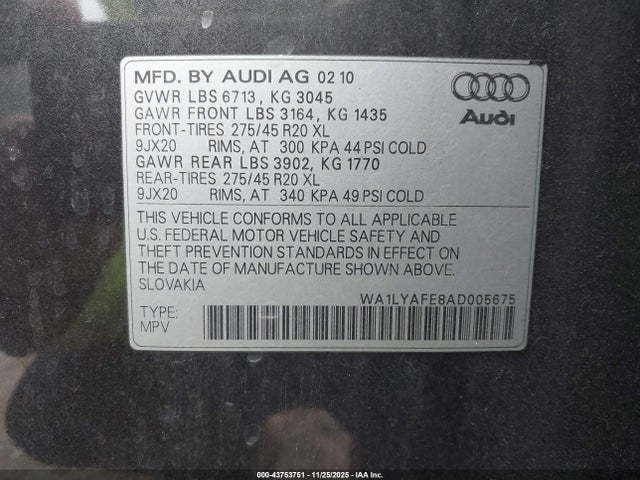 MFD. BY AUDI AG 02 10
GVWR LBS 6713 , KG 3045
GAWR FRONT LBS 3164, KG 1435
FRONT-TIRES 275/45 R20 XL
9JX20 RIMS, AT 300 KPA 44 PSI COLD
GAWR REAR LBS 3902, KG 1770
REAR-TIRES 275/45 R20 XL
9JX20 RIMS, AT 340 KPA 49 PSI COLD
Audi
THIS VEHICLE CONFORMS TO ALL APPLICABLE
U.S. FEDERAL MOTOR VEHICLE SAFETY AND
THEFT PREVENTION STANDARDS IN EFFECT ON
THE DATE OF MANUFACTURE SHOWN ABOVE.
SLOVAKIA
WA1LYAFE8AD005675
TYPE:
MPV
000-43753751 - 11/25/2025 - IAA Inc.